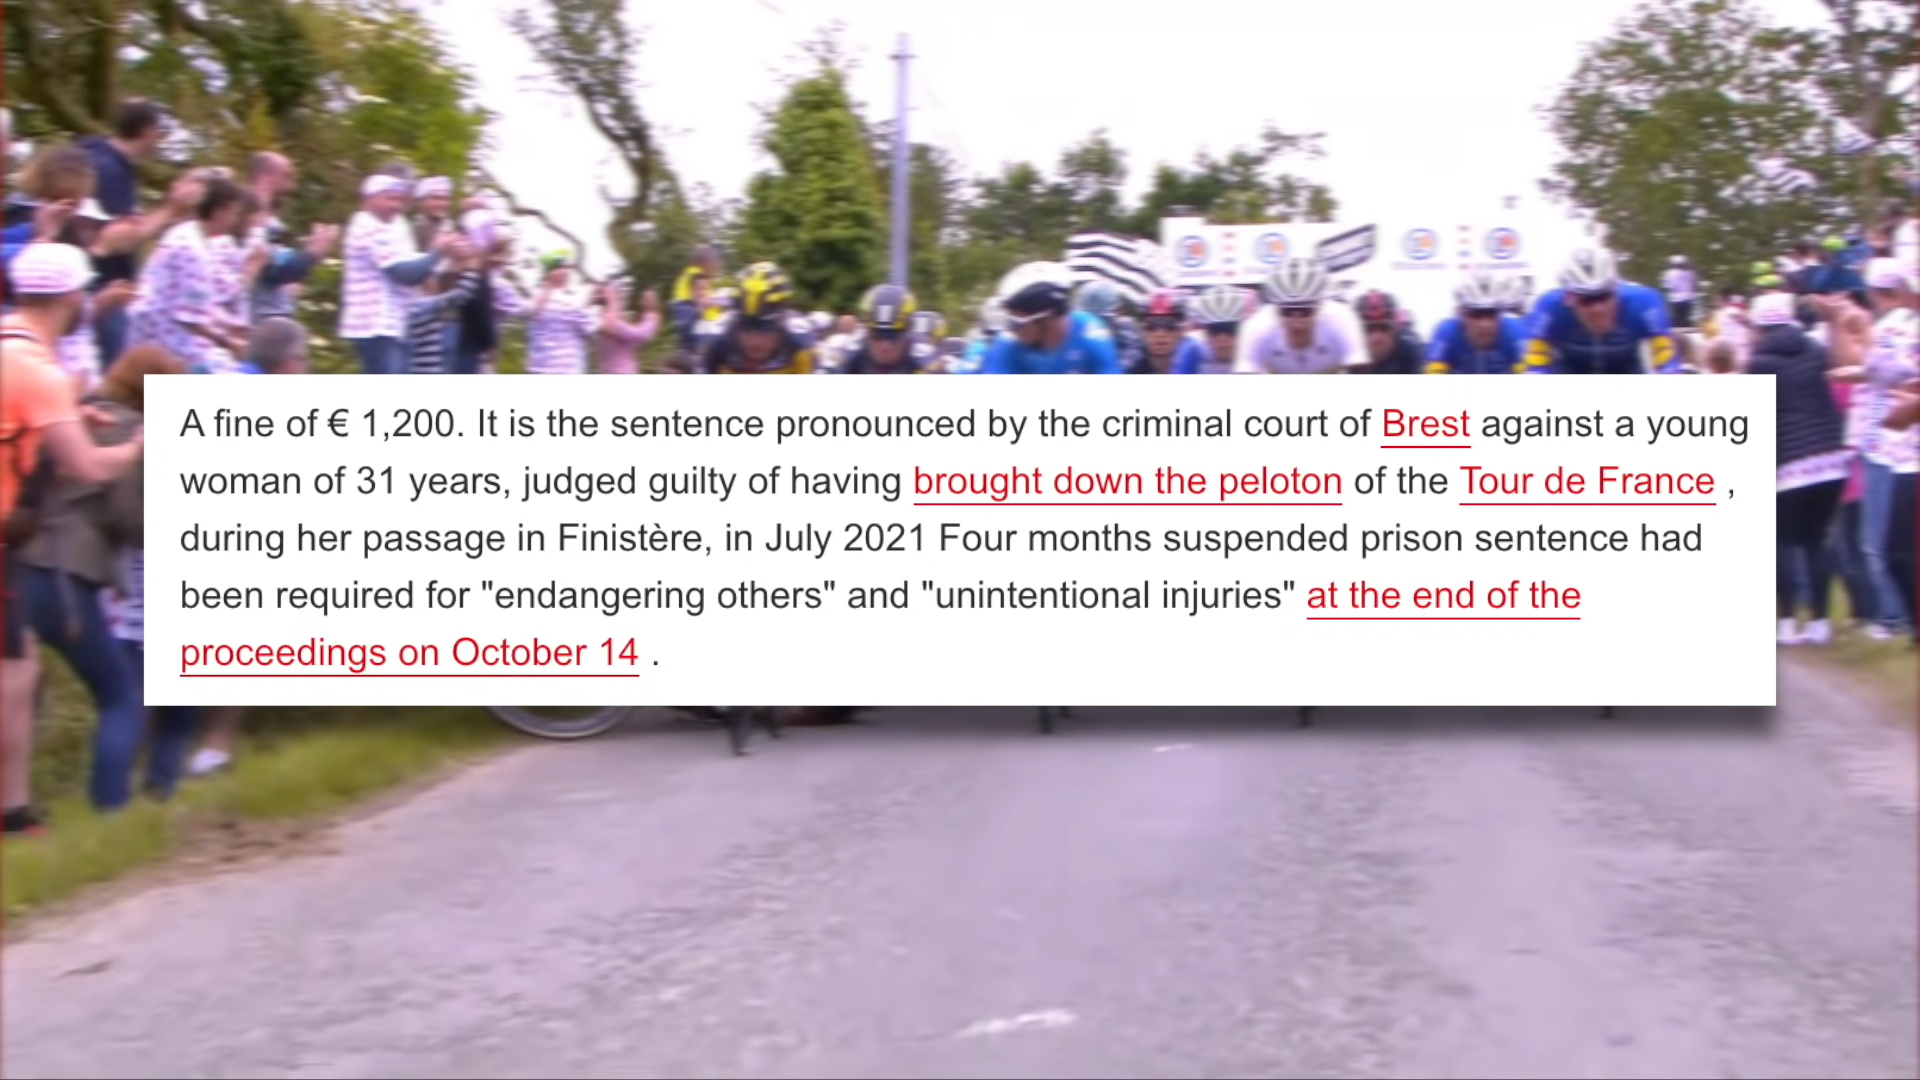 A fine of € 1,200. It is the sentence pronounced by the criminal court of Brest against a young
woman of 31 years, judged guilty of having brought down the peloton of the Tour de France ,
during her passage in Finistère, in July 2021 Four months suspended prison sentence had
been required for "endangering others" and "unintentional injuries" at the end of the
proceedings on October 14 .